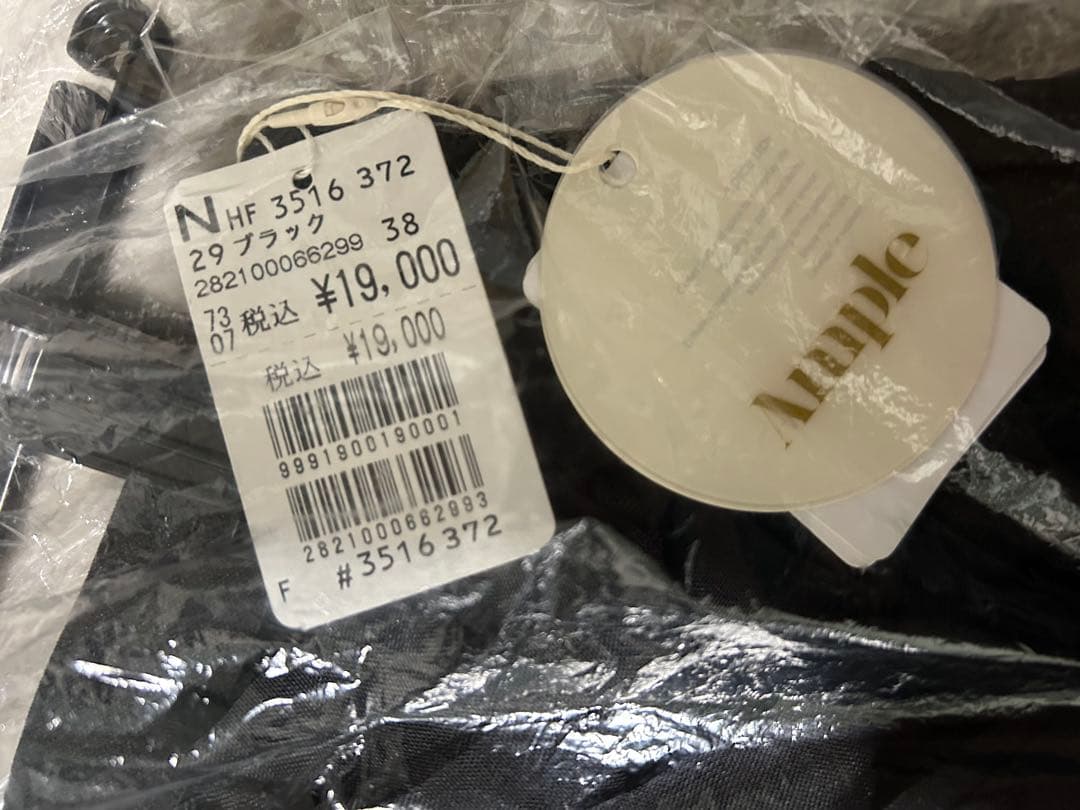 N HF 3516 372
29 ブラック 38
282100066299
73
07 税込 ¥19,000
税込 ¥19,000
9991900190001
2821000662993
F #3516372
Ample